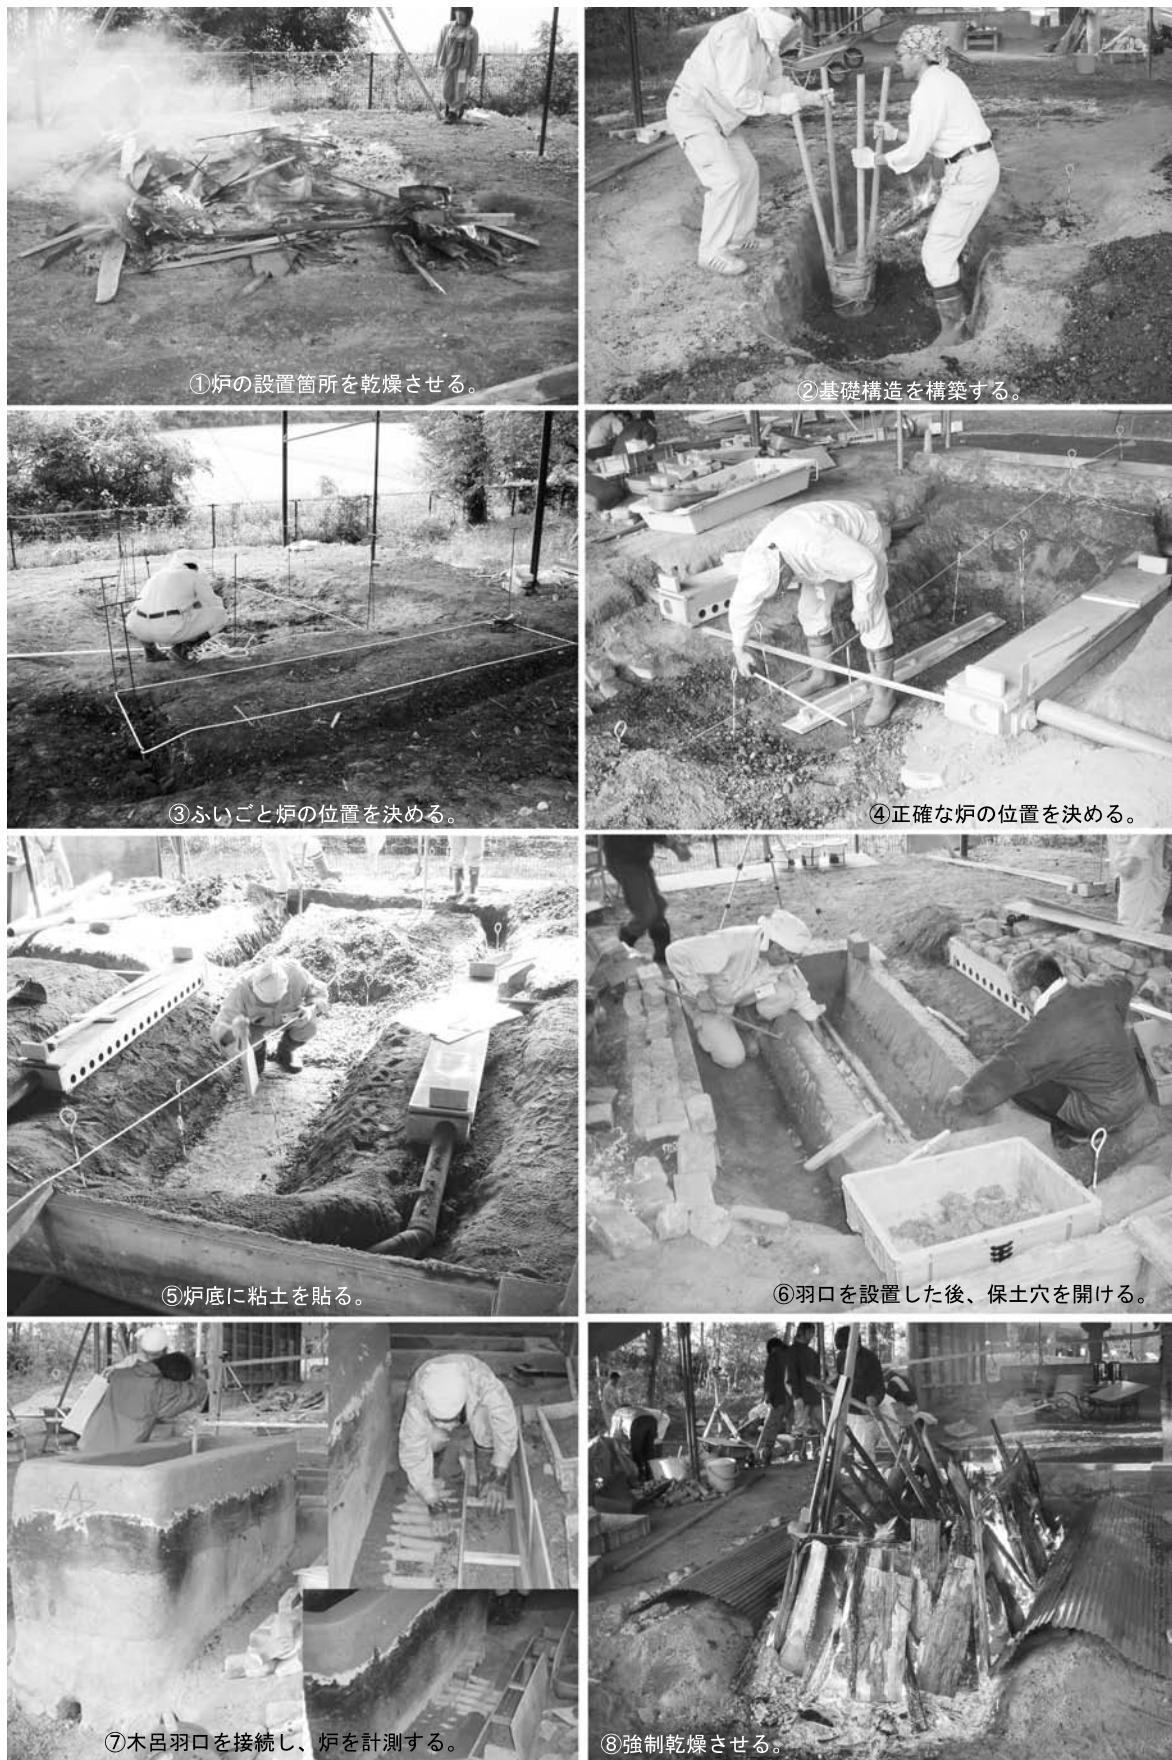 ①炉の設置箇所を乾燥させる。
②基礎構造を構築する。
③ふいごと炉の位置を決める。
④正確な炉の位置を決める。
⑤炉底に粘土を貼る。
⑥羽口を設置した後、保土穴を開ける。
⑦木呂羽口を接続し、炉を計測する。
⑧強制乾燥させる。